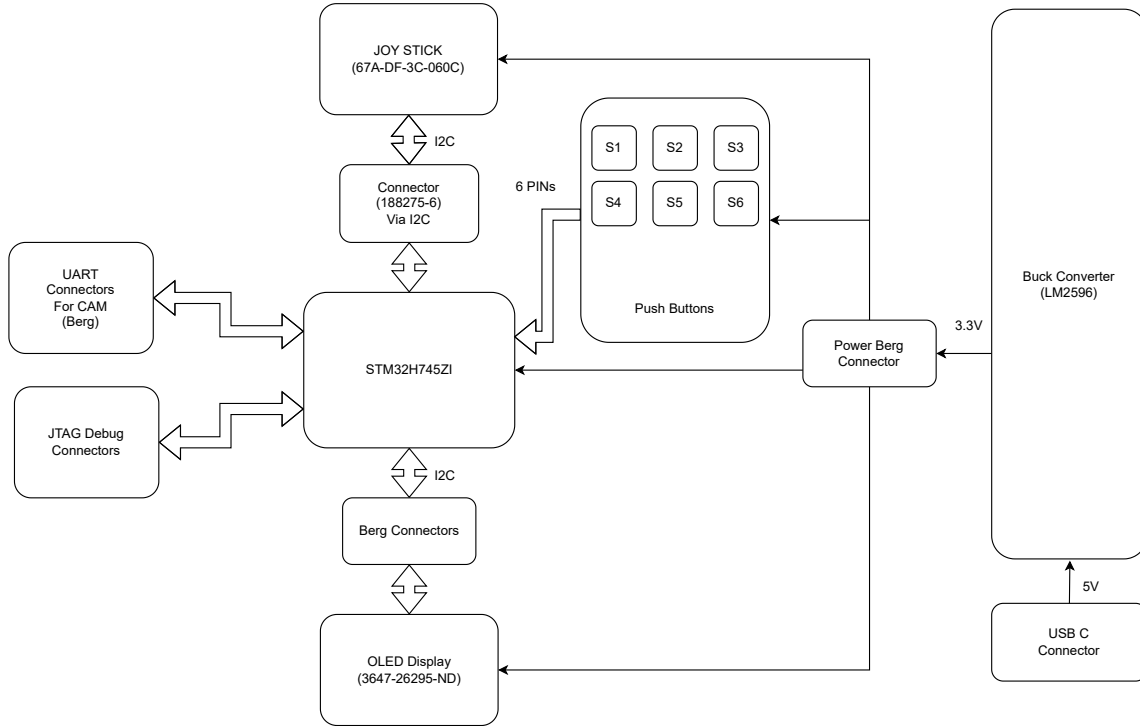 JOY STICK
(67A-DF-3C-060C)
I2C
Connector
(188275-6)
Via I2C
6 PINs
S1
S2
S3
S4
S5
S6
Push Buttons
UART
Connectors
For CAM
(Berg)
STM32H745ZI
JTAG Debug
Connectors
I2C
Berg Connectors
OLED Display
(3647-26295-ND)
Power Berg
Connector
3.3V
Buck Converter
(LM2596)
5V
USB C
Connector